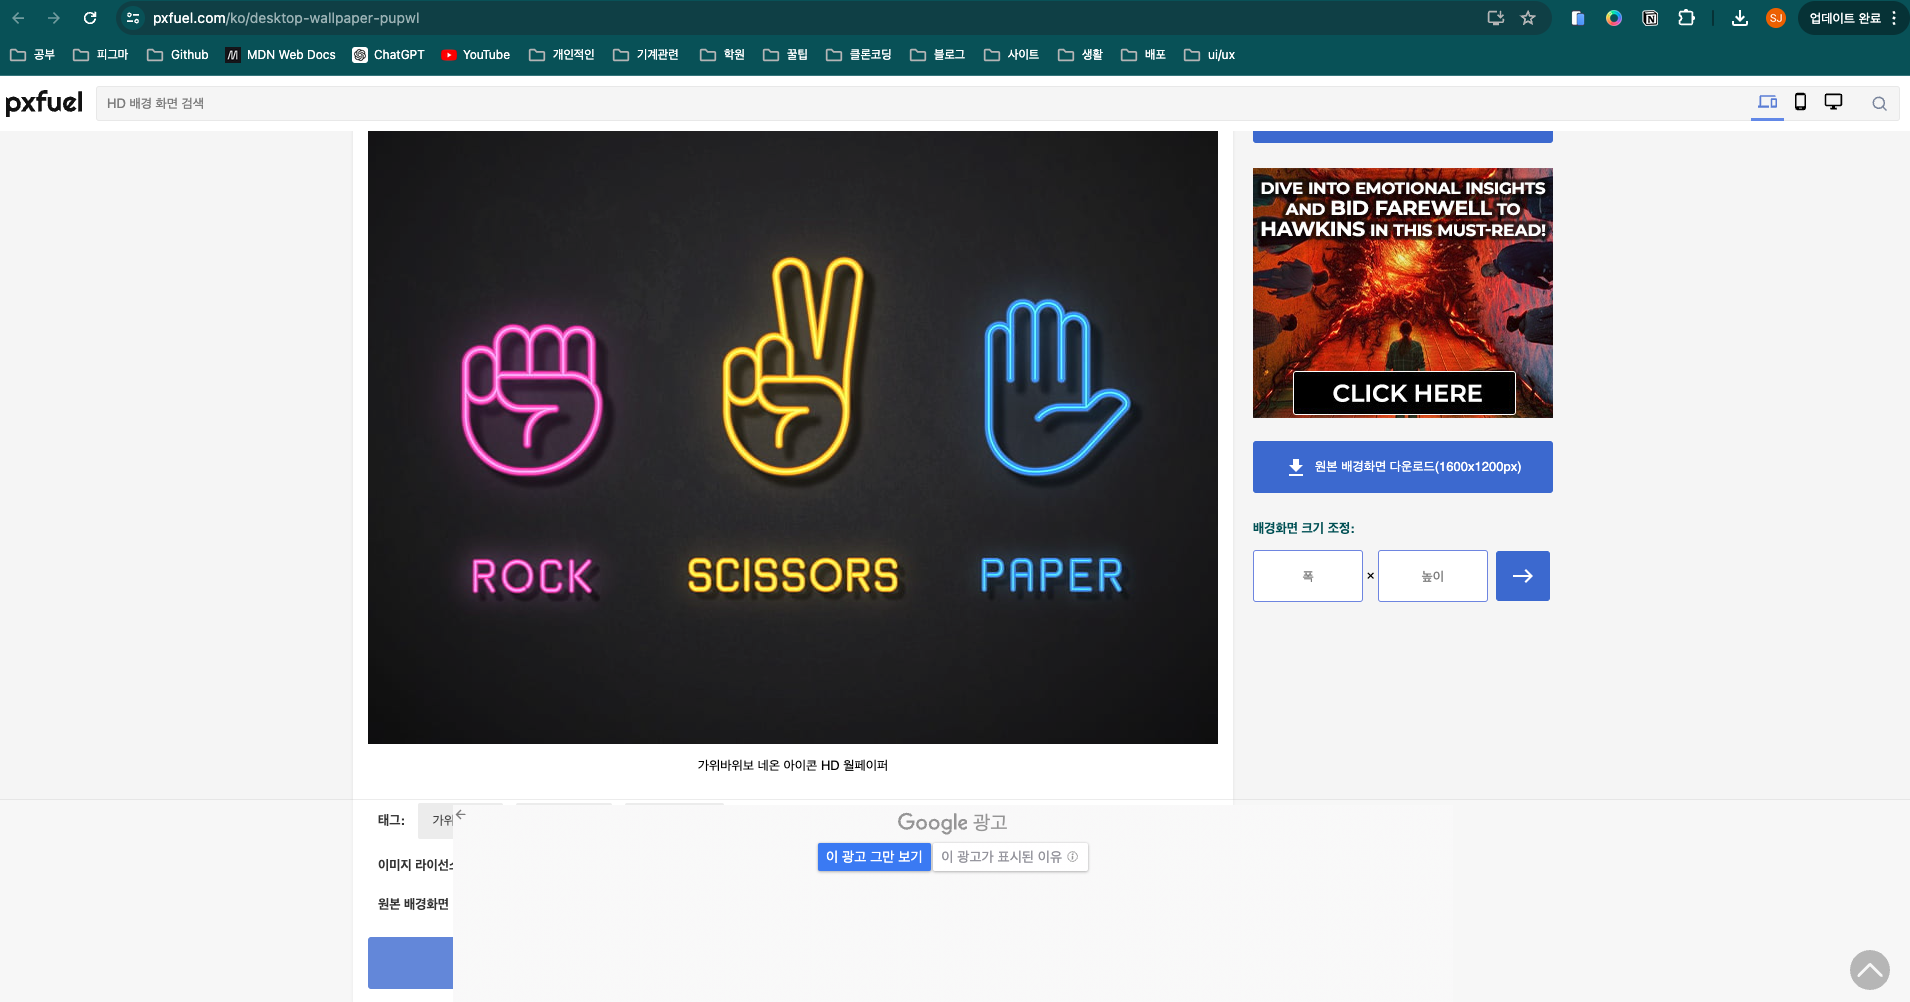 pxfuel.com/ko/desktop-wallpaper-pupwl
SJ
업데이트 완료
공부
피그마
Github
MDN Web Docs
ChatGPT
YouTube
개인적인
기계관련
학원
꿀팁
클론코딩
블로그
사이트
생활
배포
ui/ux
pxfuel
HD 배경 화면 검색
DIVE INTO EMOTIONAL INSIGHTS
AND BID FAREWELL TO
HAWKINS IN THIS MUST-READ!
CLICK HERE
원본 배경화면 다운로드(1600x1200px)
배경화면 크기 조정:
폭
×
높이
ROCK
SCISSORS
PAPER
가위바위보 네온 아이콘 HD 월페이퍼
태그:
가위
Google 광고
이 광고 그만 보기
이 광고가 표시된 이유
이미지 라이선
원본 배경화면